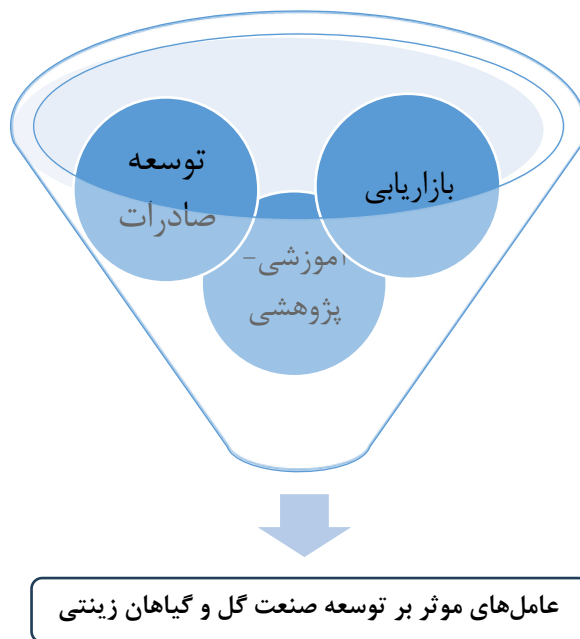 بازاریابی
توسعه
صادرات
آموزشی-
پژوهشی
عامل‌های موثر بر توسعه صنعت گل و گیاهان زینتی